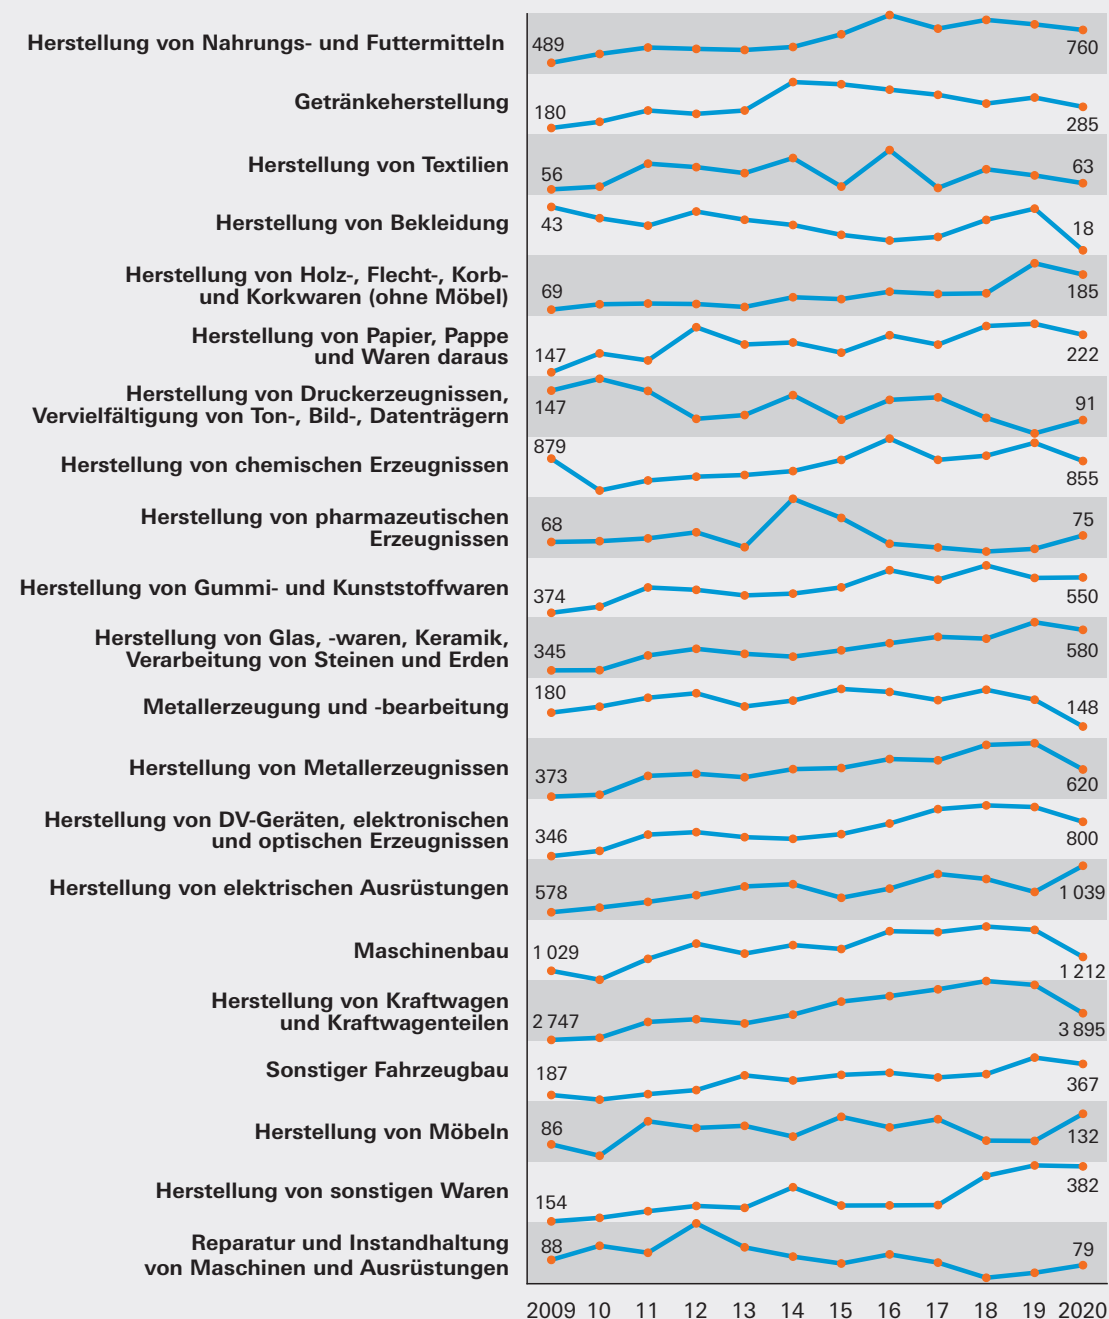 Herstellung von Nahrungs- und Futtermitteln 489 760
Getränkeherstellung 180 285
Herstellung von Textilien 56 63
Herstellung von Bekleidung 43 18
Herstellung von Holz-, Flecht-, Korb-
und Korkwaren (ohne Möbel) 69 185
Herstellung von Papier, Pappe
und Waren daraus 147 222
Herstellung von Druckerzeugnissen,
Vervielfältigung von Ton-, Bild-, Datenträgern 147 91
Herstellung von chemischen Erzeugnissen 879 855
Herstellung von pharmazeutischen
Erzeugnissen 68 75
Herstellung von Gummi- und Kunststoffwaren 374 550
Herstellung von Glas, -waren, Keramik,
Verarbeitung von Steinen und Erden 345 580
Metallerzeugung und -bearbeitung 180 148
Herstellung von Metallerzeugnissen 373 620
Herstellung von DV-Geräten, elektronischen
und optischen Erzeugnissen 346 800
Herstellung von elektrischen Ausrüstungen 578 1 039
Maschinenbau 1 029 1 212
Herstellung von Kraftwagen
und Kraftwagenteilen 2 747 3 895
Sonstiger Fahrzeugbau 187 367
Herstellung von Möbeln 86 132
Herstellung von sonstigen Waren 154 382
Reparatur und Instandhaltung
von Maschinen und Ausrüstungen 88 79
2009 10 11 12 13 14 15 16 17 18 19 2020